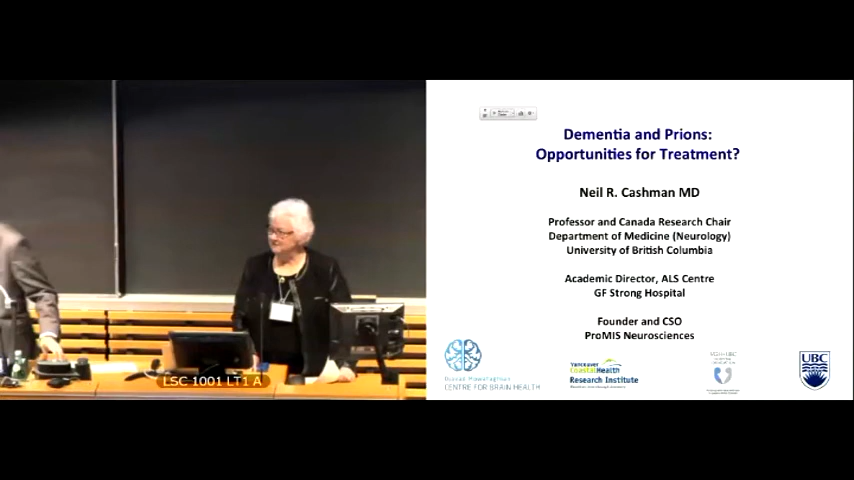 Dementia and Prions:
Opportunities for Treatment?
Neil R. Cashman MD
Professor and Canada Research Chair
Department of Medicine (Neurology)
University of British Columbia
Academic Director, ALS Centre
GF Strong Hospital
Founder and CSO
ProMIS Neurosciences
CENTRE FOR BRAIN HEALTH
Vancouver
CoastalHealth
Research Institute
UBC
LSC 1001 LT1 A